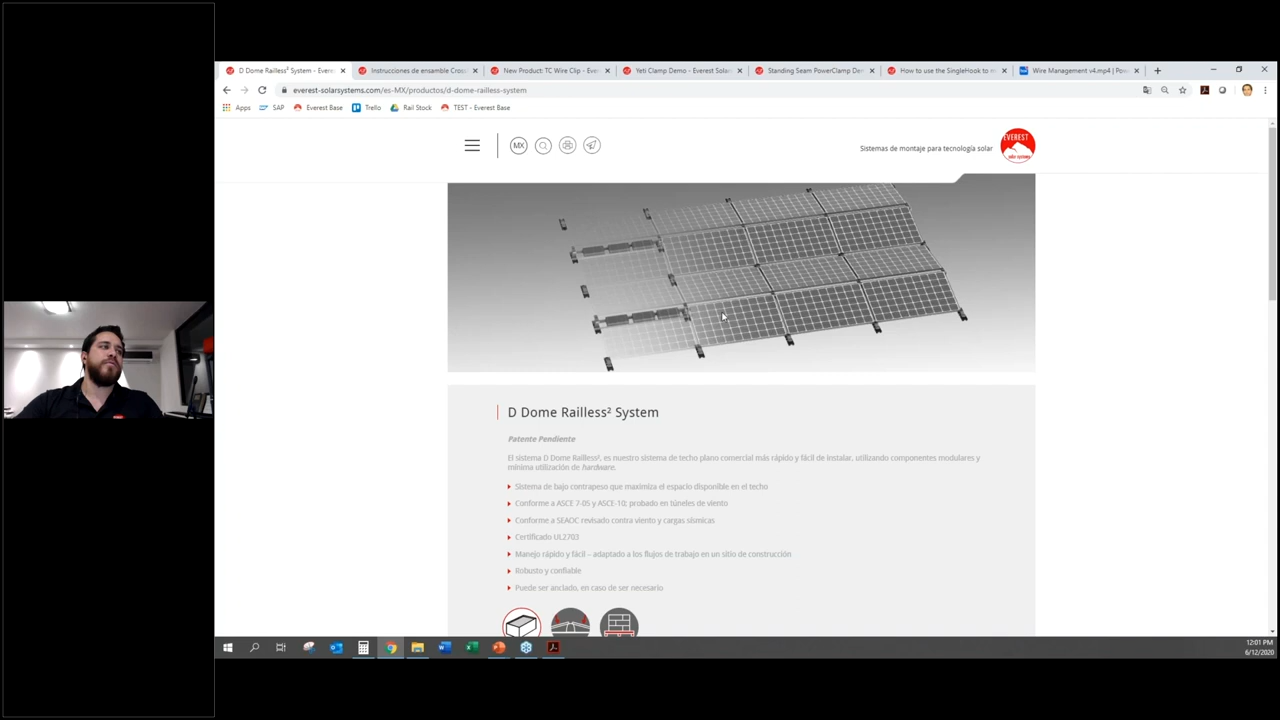 D Dome Railless² System - Evere
Instrucciones de ensamble Cros
New Product: TC Wire Clip - Eve
Yeti Clamp Demo - Everest Sola
Standing Seam PowerClamp De
How to use the SingleHook to m
Wire Management v4.mp4 | Pow
everest-solarsystems.com/es-MX/productos/d-dome-railless-system
Apps
SAP
Everest Base
Trello
Rail Stock
TEST - Everest Base
MX
Sistemas de montaje para tecnología solar
EVEREST
D Dome Railless² System
Patente Pendiente
El sistema D Dome Railless², es nuestro sistema de techo plano comercial más rápido y fácil de instalar, utilizando componentes modulares y
mínima utilización de hardware.
Sistema de bajo contrapeso que maximiza el espacio disponible en el techo
Conforme a ASCE 7-05 y ASCE-10; probado en túneles de viento
Conforme a SEAOC revisado contra viento y cargas sísmicas
Certificado UL2703
Manejo rápido y fácil – adaptado a los flujos de trabajo en un sitio de construcción
Robusto y confiable
Puede ser anclado, en caso de ser necesario
12:01 PM
6/12/2020